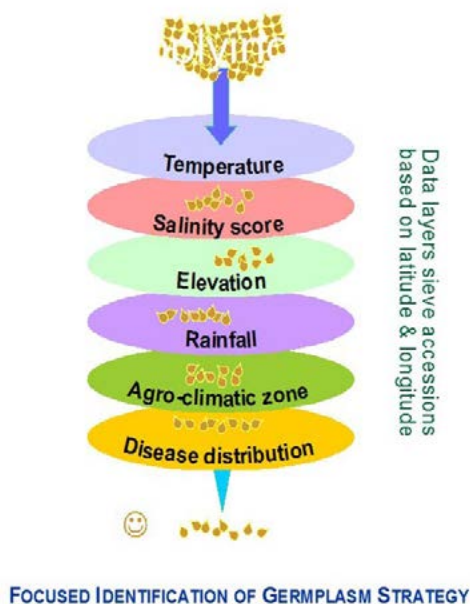 Temperature
Salinity score
Elevation
Rainfall
Agro-climatic zone
Disease distribution
Data layers sieve accessions
based on latitude & longitude
FOCUSED IDENTIFICATION OF GERMPLASM STRATEGY